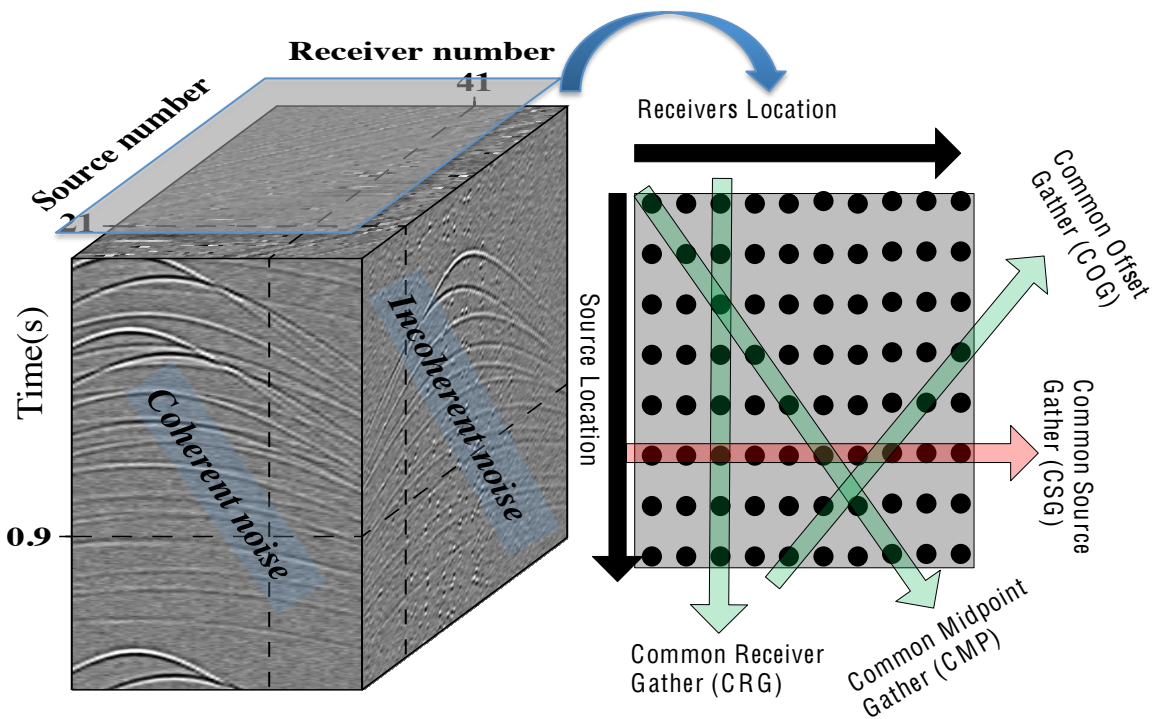 Receiver number
41
Source number
21
Time(s)
0.9
Coherent noise
Incoherent noise
Receivers Location
Source Location
Common Offset
Gather (COG)
Common Source
Gather (CSG)
Common Midpoint
Gather (CMP)
Common Receiver
Gather (CRG)